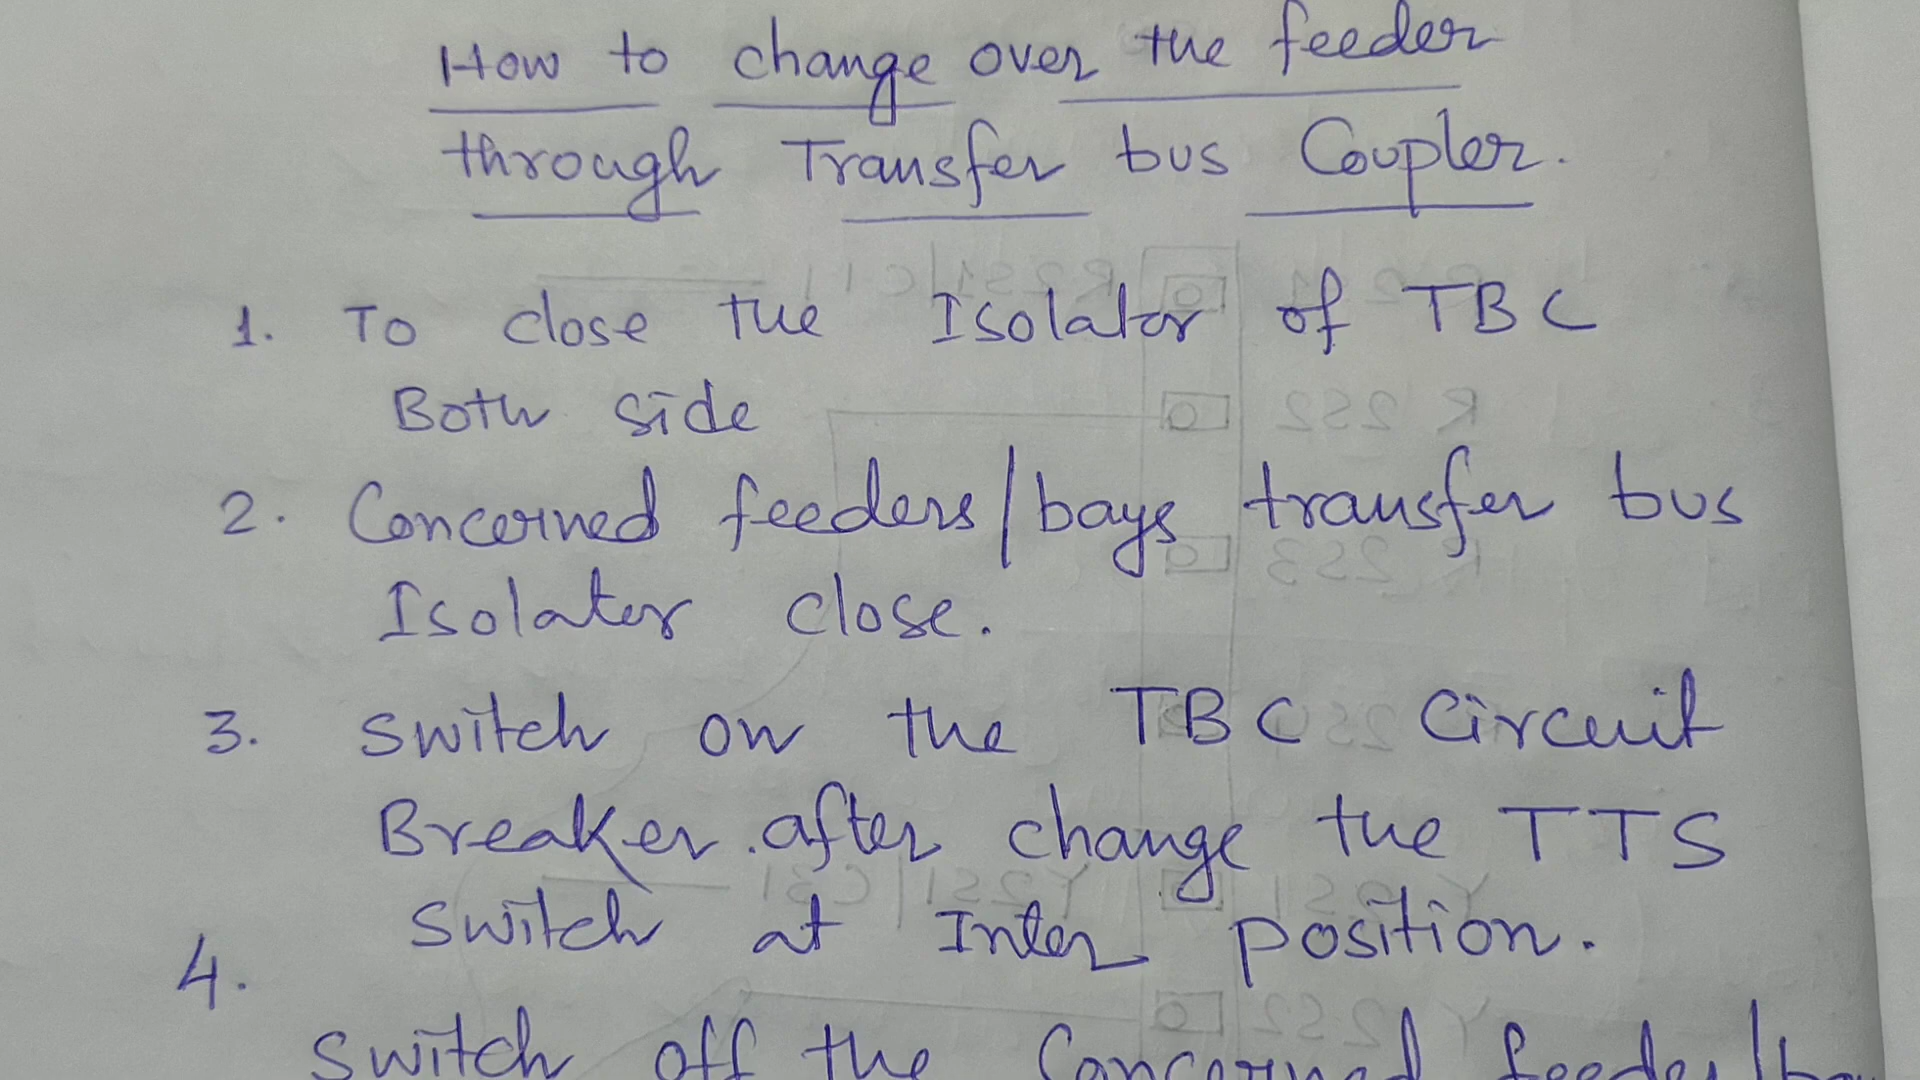 How to change over the feeder
through Transfer bus Coupler.
1. To close the Isolator of TBC
Both side
2. Concerned feeders/bays transfer bus
Isolator close.
3. Switch on the TBC Circuit
Breaker. after change the TTS
Switch at Inter position.
4.
Switch off the Concerned